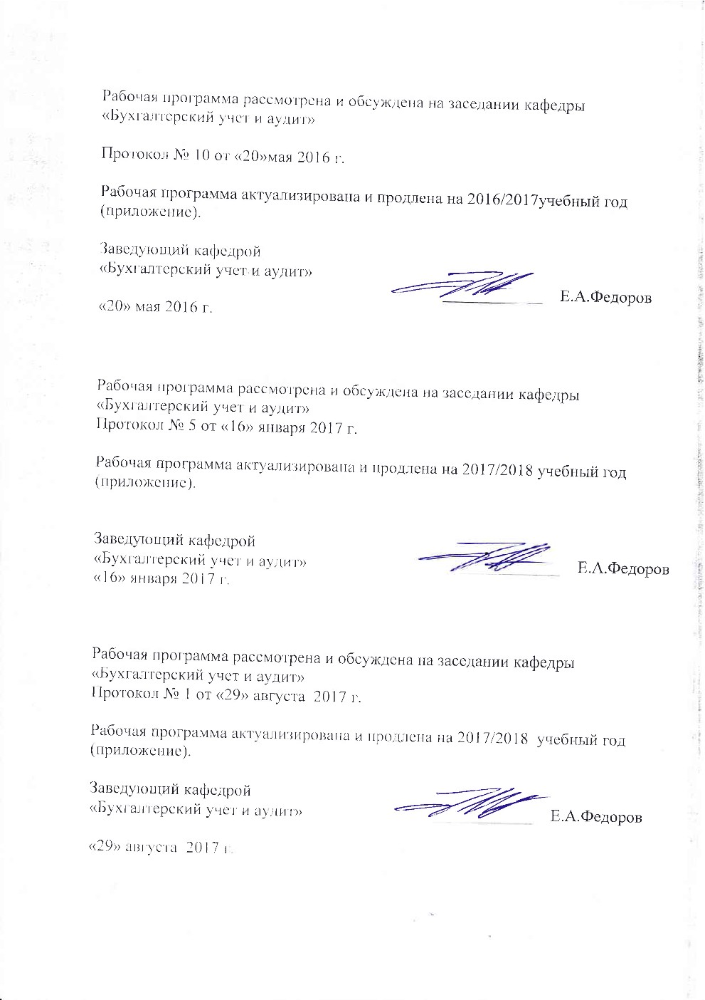 Рабочая программа рассмотрена и обсуждена на заседании кафедры
«Бухгалтерский учет и аудит»
Протокол № 10 от «20»мая 2016 г.
Рабочая программа актуализирована и продлена на 2016/2017учебный год
(приложение).
Заведующий кафедрой
«Бухгалтерский учет и аудит»
Е.А.Федоров
«20» мая 2016 г.
Рабочая программа рассмотрена и обсуждена на заседании кафедры
«Бухгалтерский учет и аудит»
Протокол № 5 от «16» января 2017 г.
Рабочая программа актуализирована и продлена на 2017/2018 учебный год
(приложение).
Заведующий кафедрой
«Бухгалтерский учет и аудит»
Е.А.Федоров
«16» января 2017 г.
Рабочая программа рассмотрена и обсуждена на заседании кафедры
«Бухгалтерский учет и аудит»
Протокол № 1 от «29» августа 2017 г.
Рабочая программа актуализирована и продлена на 2017/2018 учебный год
(приложение).
Заведующий кафедрой
«Бухгалтерский учет и аудит»
Е.А.Федоров
«29» августа 2017 г.